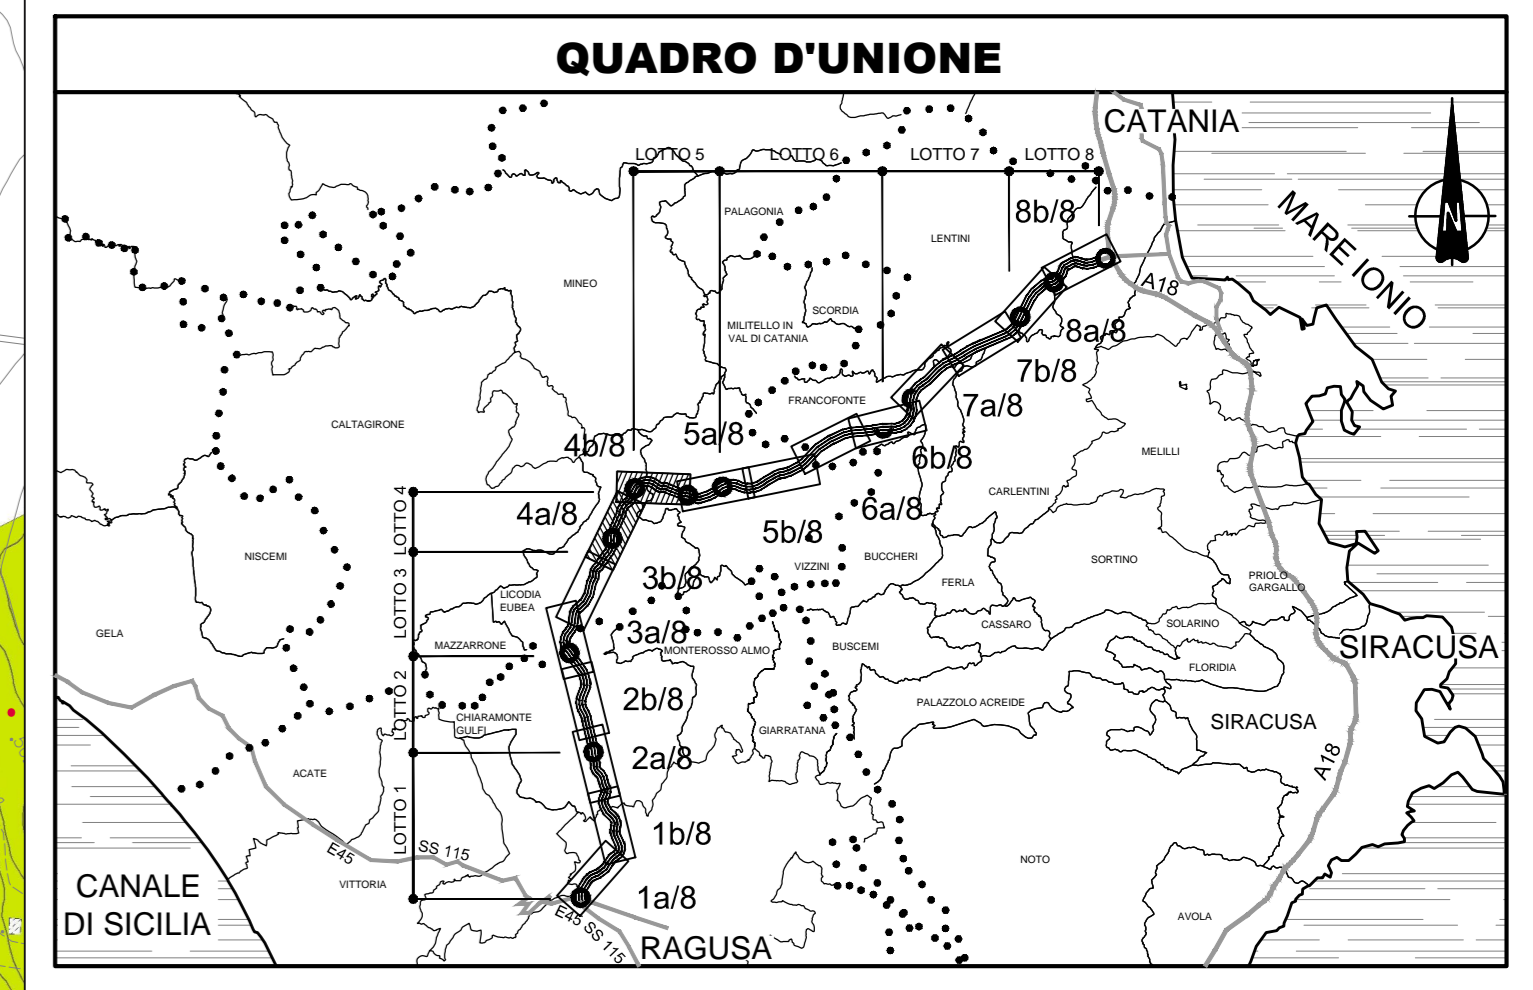 QUADRO D'UNIONE
CATANIA
LOTTO 5
LOTTO 6
LOTTO 7
LOTTO 8
MARE IONIO
N
PALAGONIA
LENTINI
8b/8
MINEO
A18
SCORDIA
MILITELLO IN
VAL DI CATANIA
8a/8
7b/8
FRANCOFONTE
7a/8
CALTAGIRONE
4b/8
5a/8
6b/8
MELILLI
CARLENTINI
4a/8
6a/8
5b/8
LOTTO 4
NISCEMI
BUCCHERI
VIZZINI
SORTINO
3b/8
FERLA
PRIOLO
GARGALLO
LICODIA
EUBEA
LOTTO 3
GELA
MAZZARRONE
3a/8
MONTEROSSO ALMO
BUSCEMI
CASSARO
SOLARINO
SIRACUSA
FLORIDIA
2b/8
LOTTO 2
PALAZZOLO ACREIDE
CHIARAMONTE
GULFI
GIARRATANA
SIRACUSA
2a/8
A18
ACATE
LOTTO 1
1b/8
E45
SS 115
NOTO
VITTORIA
CANALE
DI SICILIA
1a/8
E45 SS 115
AVOLA
RAGUSA